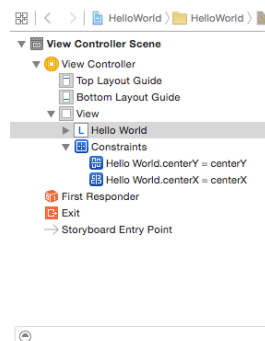 HelloWorld HelloWorld
View Controller Scene
View Controller
Top Layout Guide
Bottom Layout Guide
View
L Hello World
Constraints
Hello World.centerY = centerY
Hello World.centerX = centerX
First Responder
Exit
Storyboard Entry Point